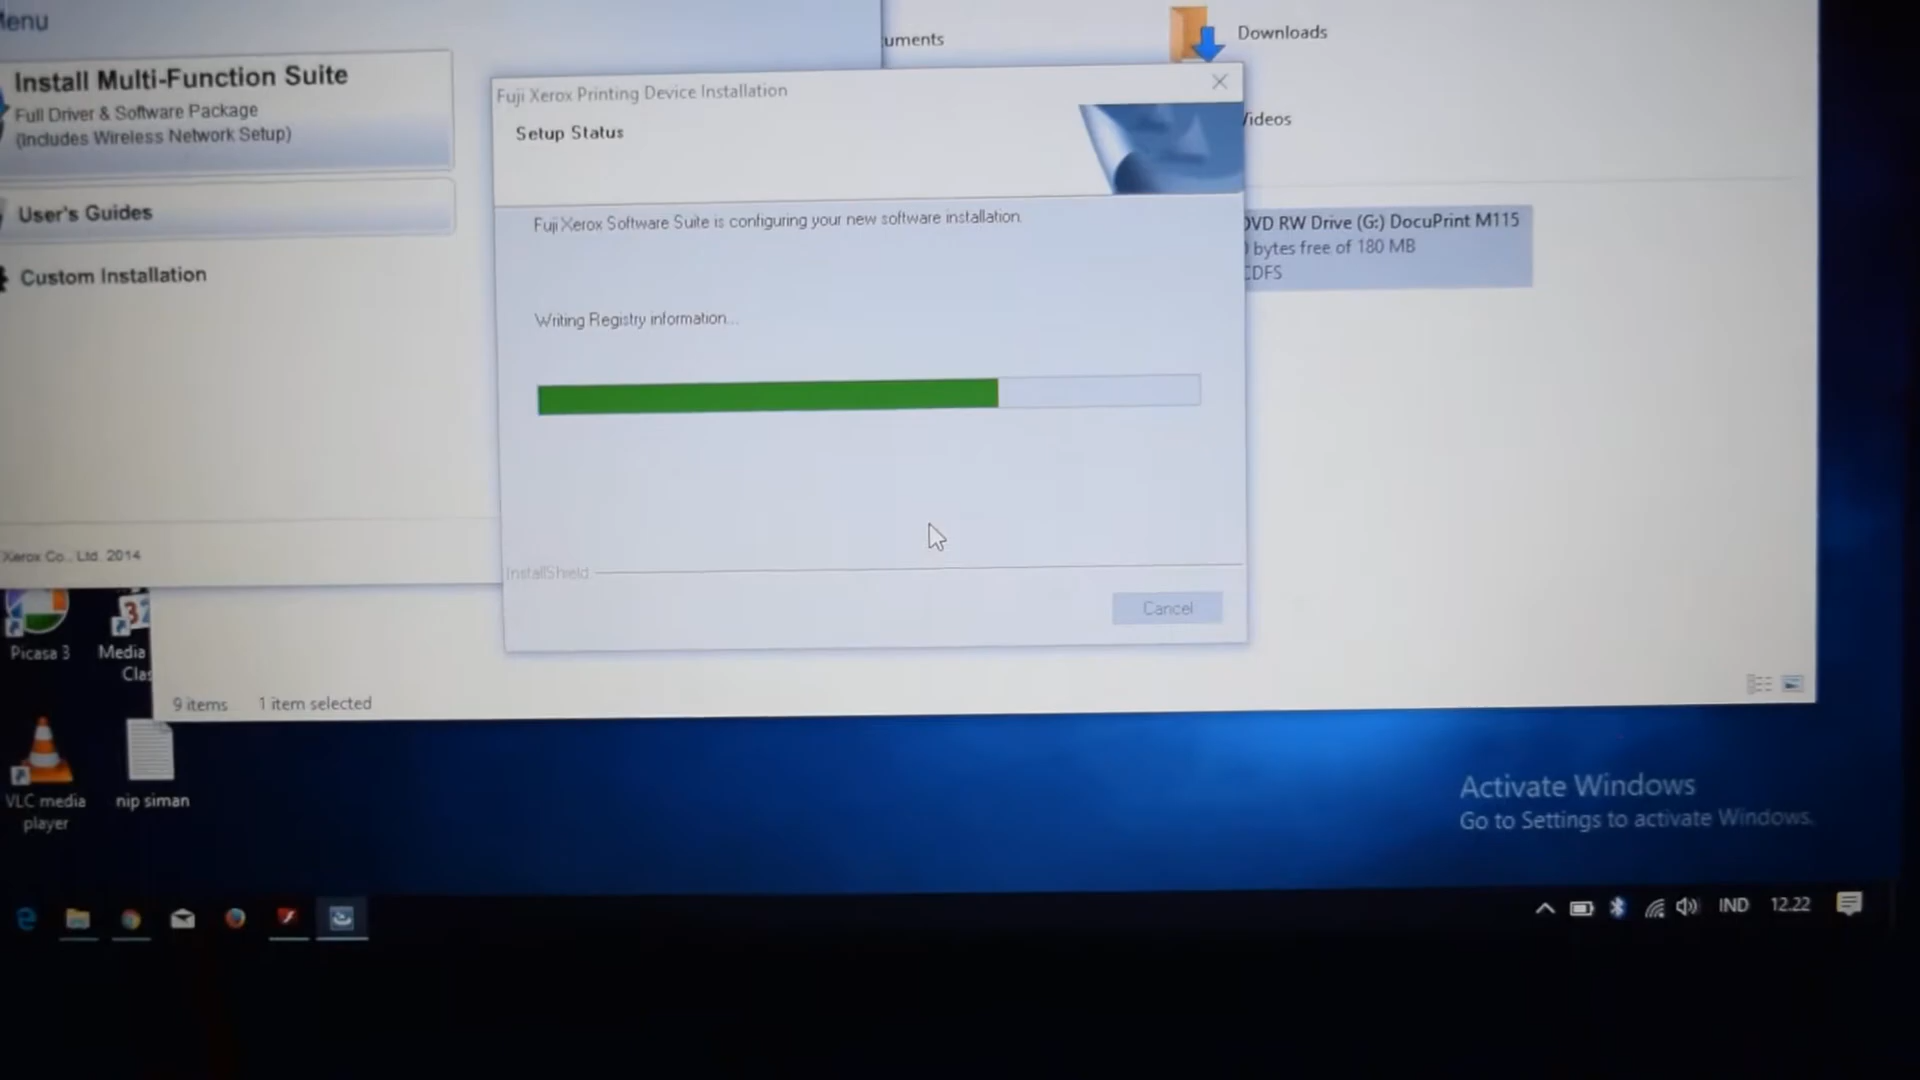 Menu
Install Multi-Function Suite
Full Driver & Software Package
(Includes Wireless Network Setup)
User's Guides
Custom Installation
Xerox Co., Ltd. 2014
uments
Downloads
Videos
DVD RW Drive (G:) DocuPrint M115
0 bytes free of 180 MB
CDFS
Fuji Xerox Printing Device Installation
Setup Status
Fuji Xerox Software Suite is configuring your new software installation.
Writing Registry information...
InstallShield
Cancel
Picasa 3
Media
Clas
9 items 1 item selected
VLC media
player
nip siman
Activate Windows
Go to Settings to activate Windows.
IND 12.22